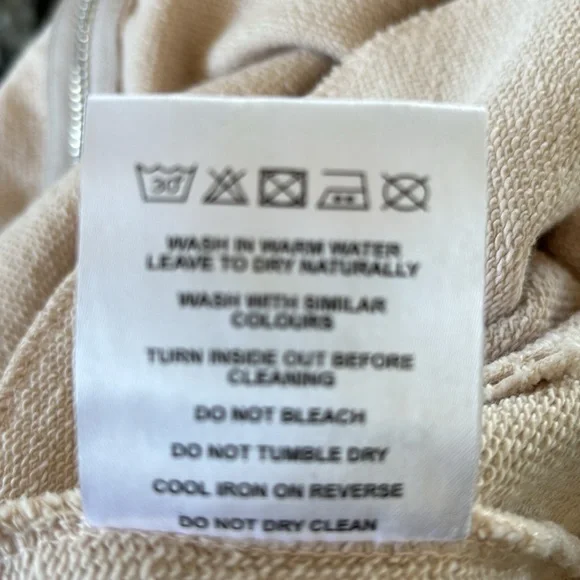 30°
WASH IN WARM WATER
LEAVE TO DRY NATURALLY
WASH WITH SIMILAR
COLOURS
TURN INSIDE OUT BEFORE
CLEANING
DO NOT BLEACH
DO NOT TUMBLE DRY
COOL IRON ON REVERSE
DO NOT DRY CLEAN